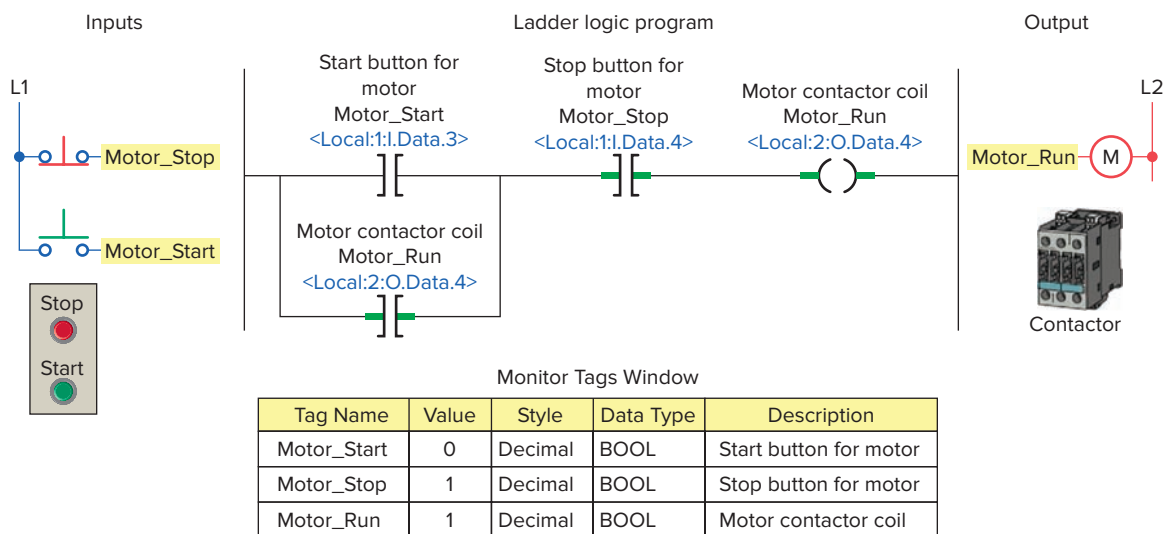 Inputs
Ladder logic program
Output
L1
Motor_Stop
Motor_Start
Stop
Start
Start button for
motor
Motor_Start
<Local:1:I.Data.3>
Stop button for
motor
Motor_Stop
<Local:1:I.Data.4>
Motor contactor coil
Motor_Run
<Local:2:O.Data.4>
Motor contactor coil
Motor_Run
<Local:2:O.Data.4>
L2
Motor_Run
M
Contactor
Monitor Tags Window
Tag Name Value Style Data Type Description
Motor_Start 0 Decimal BOOL Start button for motor
Motor_Stop 1 Decimal BOOL Stop button for motor
Motor_Run 1 Decimal BOOL Motor contactor coil